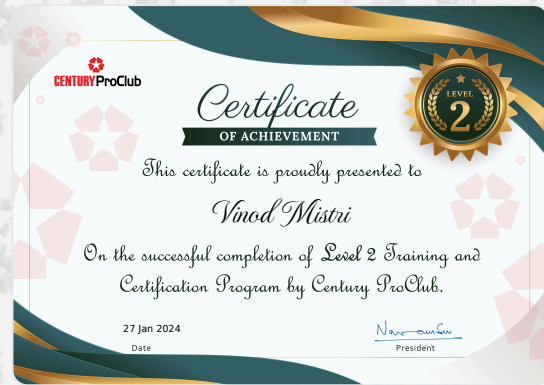 CENTURY ProClub
Certificate
OF ACHIEVEMENT
LEVEL
2
This certificate is proudly presented to
Vinod Mistri
On the successful completion of Level 2 Training and
Certification Program by Century ProClub.
27 Jan 2024
Date
President